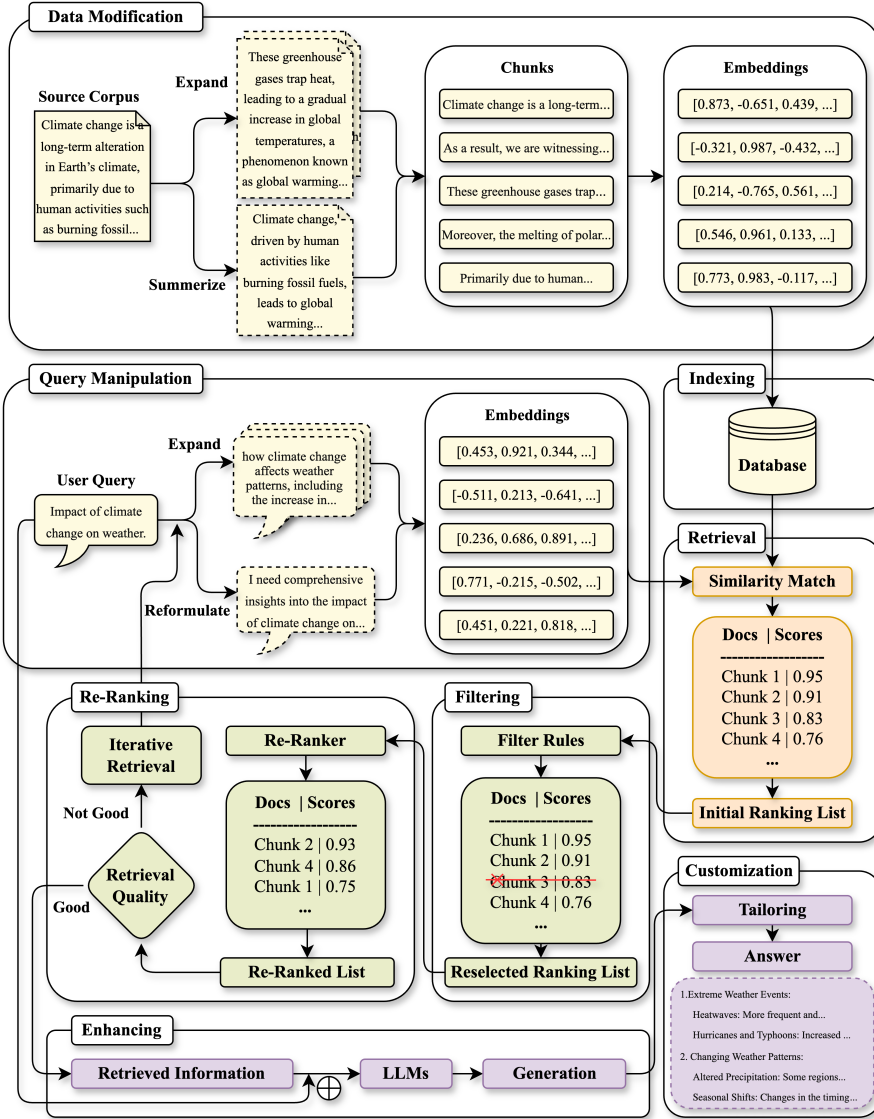 Data Modification
Source Corpus
Climate change is a
long-term alteration
in Earth's climate,
primarily due to
human activities such
as burning fossil...
Expand
These greenhouse
gases trap heat,
leading to a gradual
increase in global
temperatures, a
phenomenon known
as global warming...
Summerize
Climate change,
driven by human
activities like
burning fossil fuels,
leads to global
warming...
Chunks
Climate change is a long-term...
As a result, we are witnessing...
These greenhouse gases trap...
Moreover, the melting of polar...
Primarily due to human...
Embeddings
[0.873, -0.651, 0.439, ...]
[-0.321, 0.987, -0.432, ...]
[0.214, -0.765, 0.561, ...]
[0.546, 0.961, 0.133, ...]
[0.773, 0.983, -0.117, ...]
Query Manipulation
User Query
Impact of climate
change on weather.
Expand
how climate change
affects weather
patterns, including
the increase in...
Reformulate
I need comprehensive
insights into the impact
of climate change on...
Embeddings
[0.453, 0.921, 0.344, ...]
[-0.511, 0.213, -0.641, ...]
[0.236, 0.686, 0.891, ...]
[0.771, -0.215, -0.502, ...]
[0.451, 0.221, 0.818, ...]
Indexing
Database
Retrieval
Similarity Match
Docs | Scores
-------------------
Chunk 1 | 0.95
Chunk 2 | 0.91
Chunk 3 | 0.83
Chunk 4 | 0.76
...
Initial Ranking List
Filtering
Filter Rules
Docs | Scores
-------------------
Chunk 1 | 0.95
Chunk 2 | 0.91
Chunk 3 | 0.83
Chunk 4 | 0.76
...
Reselected Ranking List
Re-Ranking
Re-Ranker
Docs | Scores
-------------------
Chunk 2 | 0.93
Chunk 4 | 0.86
Chunk 1 | 0.75
...
Re-Ranked List
Iterative
Retrieval
Not Good
Retrieval
Quality
Good
Enhancing
Retrieved Information
LLMs
Generation
Customization
Tailoring
Answer
1.Extreme Weather Events:
Heatwaves: More frequent and...
Hurricanes and Typhoons: Increased ...
2. Changing Weather Patterns:
Altered Precipitation: Some regions...
Seasonal Shifts: Changes in the timing...